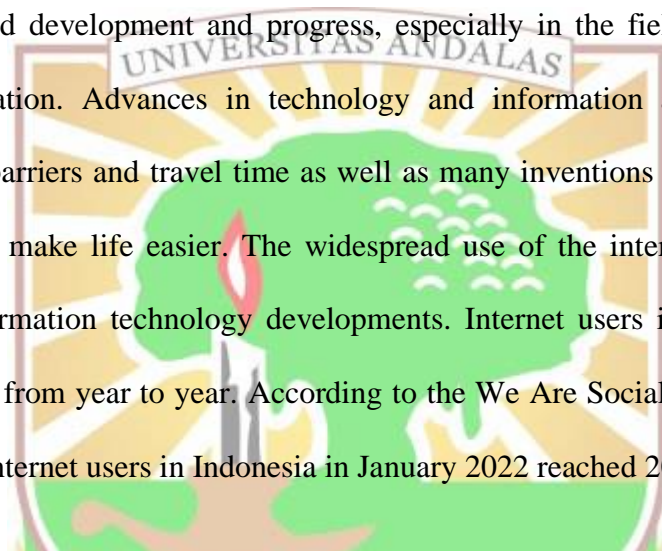 d development and progress, especially in the fie
UNIVERSITAS ANDALAS
ation. Advances in technology and information
barriers and travel time as well as many inventions
make life easier. The widespread use of the inter
rmation technology developments. Internet users i
from year to year. According to the We Are Social
nternet users in Indonesia in January 2022 reached 2